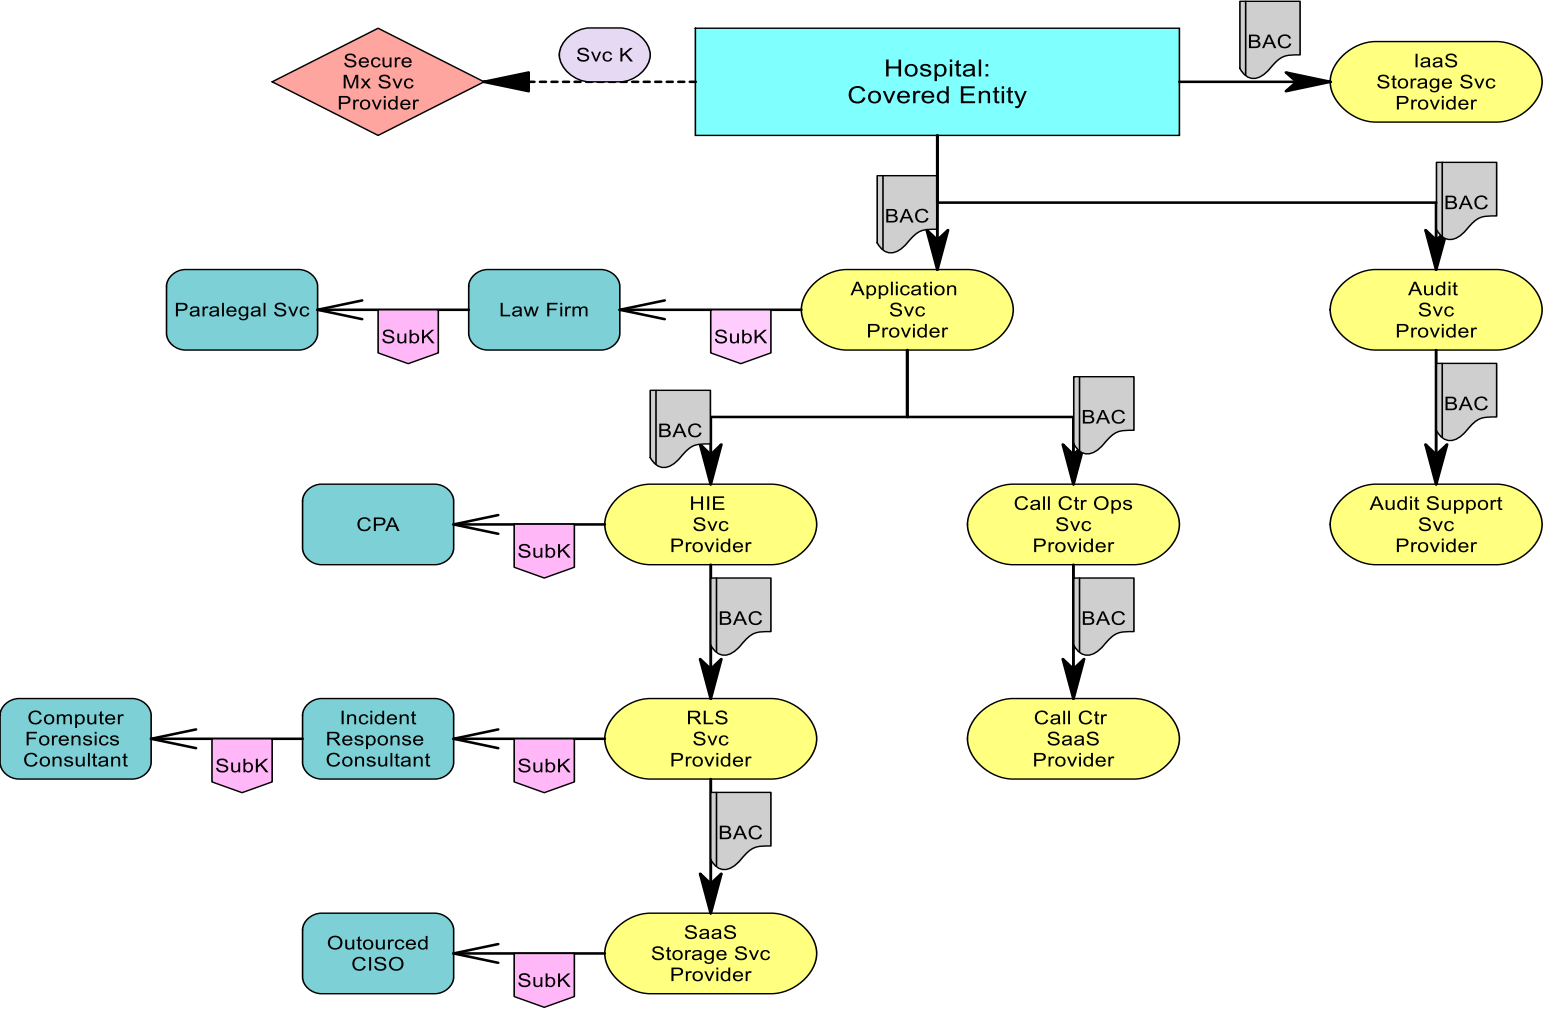 BAC
Svc K
Secure
Mx Svc
Provider
Hospital:
Covered Entity
IaaS
Storage Svc
Provider
BAC
BAC
Paralegal Svc
SubK
Law Firm
SubK
Application
Svc
Provider
Audit
Svc
Provider
BAC
BAC
BAC
CPA
SubK
HIE
Svc
Provider
Call Ctr Ops
Svc
Provider
Audit Support
Svc
Provider
BAC
BAC
Computer
Forensics
Consultant
SubK
Incident
Response
Consultant
SubK
RLS
Svc
Provider
Call Ctr
SaaS
Provider
BAC
Outourced
CISO
SubK
SaaS
Storage Svc
Provider